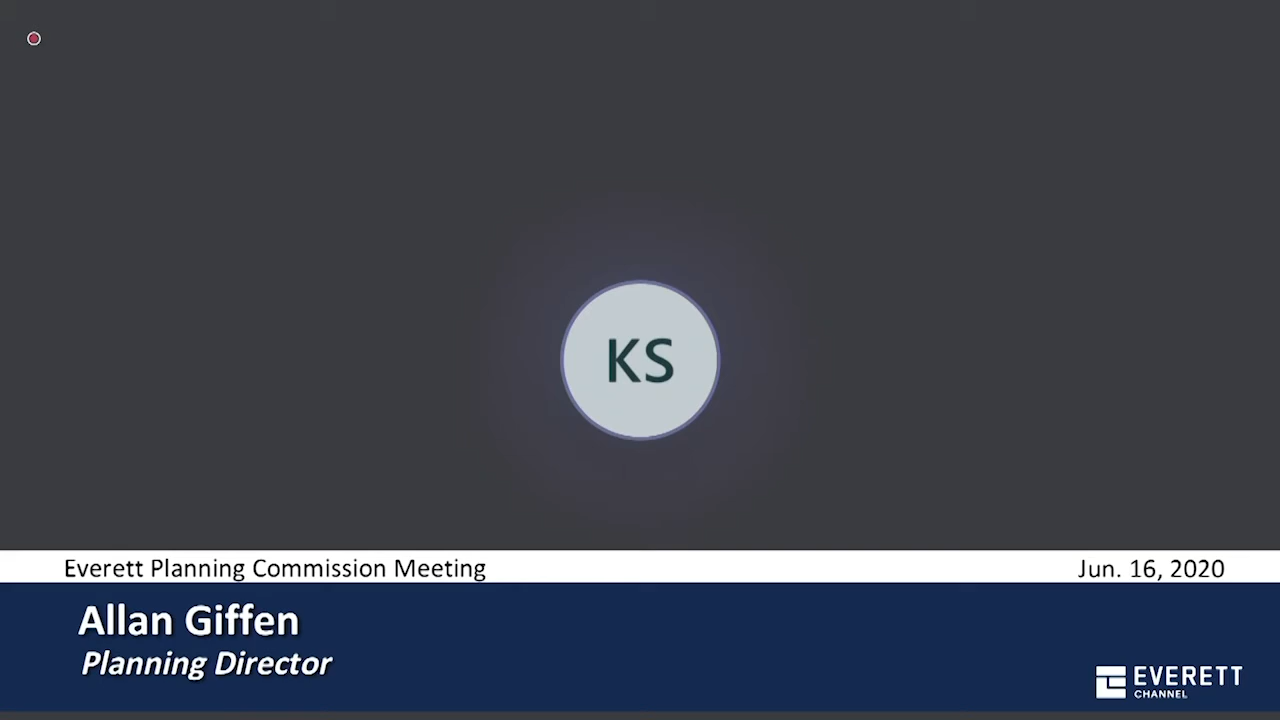 KS
Everett Planning Commission Meeting
Jun. 16, 2020
Allan Giffen
Planning Director
EVERETT
CHANNEL